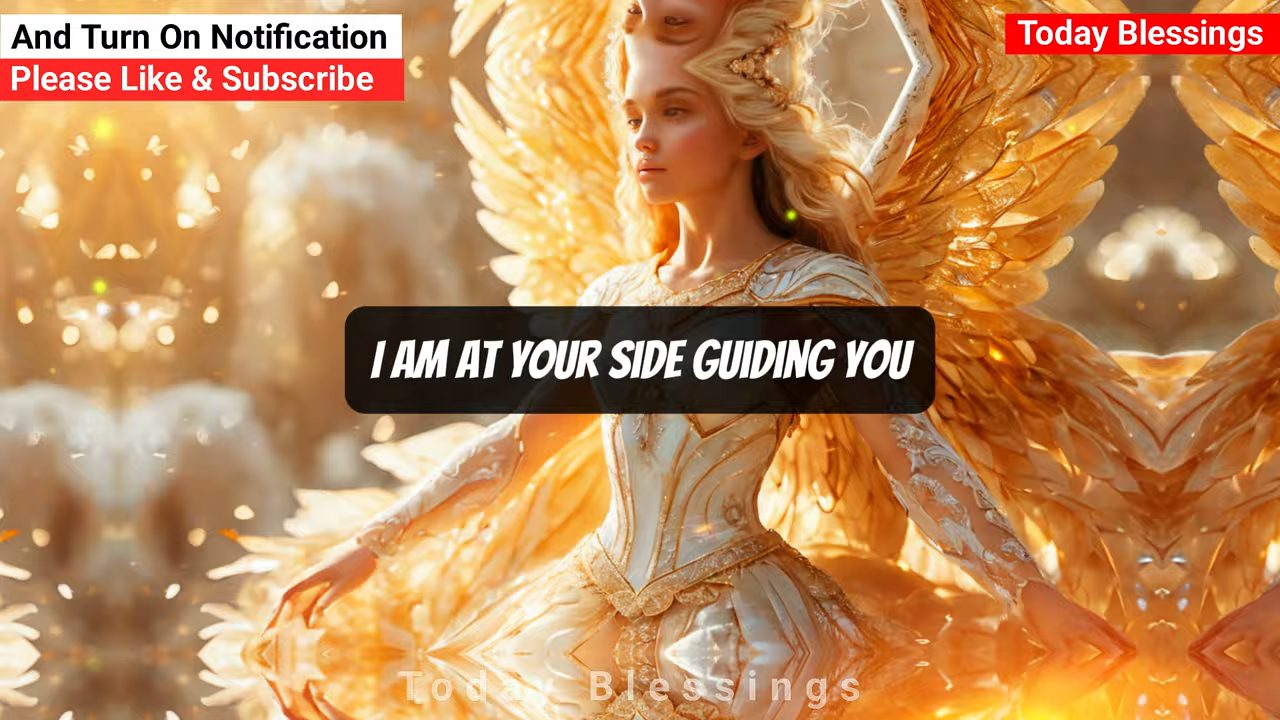 And Turn On Notification
Please Like & Subscribe
Today Blessings
I AM AT YOUR SIDE GUIDING YOU
Today Blessings